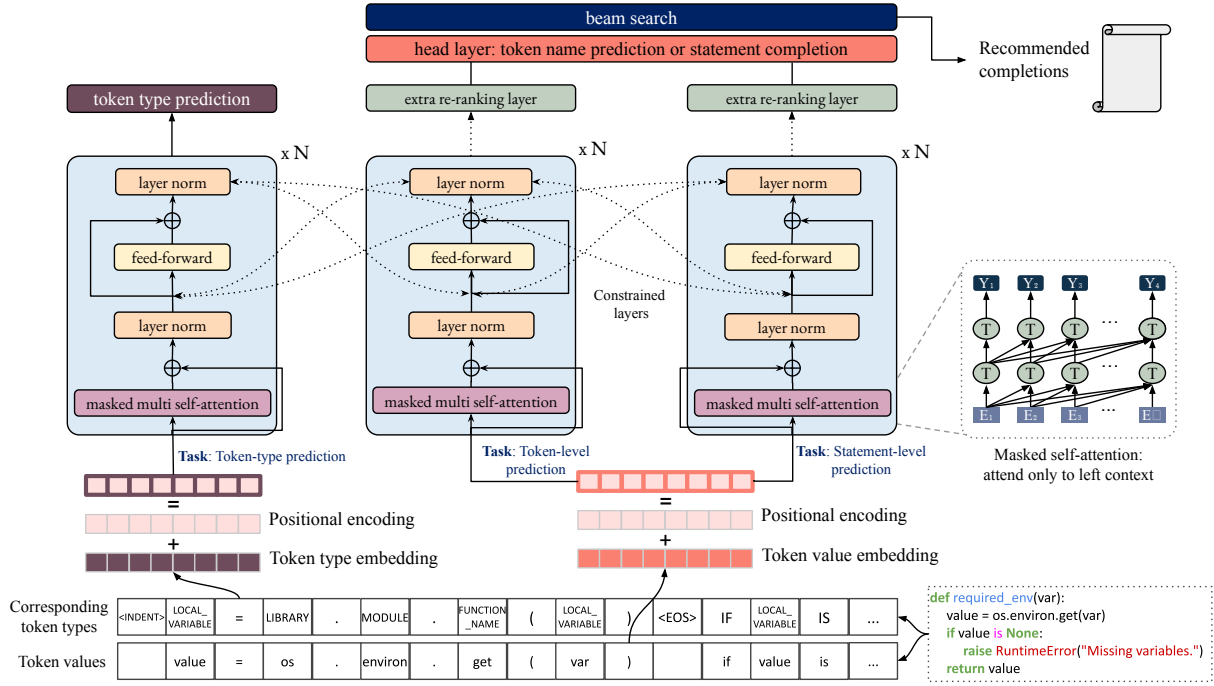 beam search
head layer: token name prediction or statement completion
Recommended
completions
token type prediction
extra re-ranking layer
extra re-ranking layer
x N
x N
x N
layer norm
layer norm
layer norm
feed-forward
feed-forward
feed-forward
Constrained
layers
layer norm
layer norm
layer norm
masked multi self-attention
masked multi self-attention
masked multi self-attention
Y1
Y2
Y3
Y4
T
T
T
...
T
T
T
T
...
T
E1
E2
E3
...
E□
Masked self-attention:
attend only to left context
Task: Token-type prediction
Task: Token-level
prediction
Task: Statement-level
prediction
=
Positional encoding
+
Token type embedding
=
Positional encoding
+
Token value embedding
Corresponding
token types
<INDENT>
LOCAL_
VARIABLE
=
LIBRARY
.
MODULE
.
FUNCTION
_NAME
(
LOCAL_
VARIABLE
)
<EOS>
IF
LOCAL_
VARIABLE
IS
...
Token values
value
=
os
.
environ
.
get
(
var
)
if
value
is
...
def required_env(var):
value = os.environ.get(var)
if value is None:
raise RuntimeError("Missing variables.")
return value